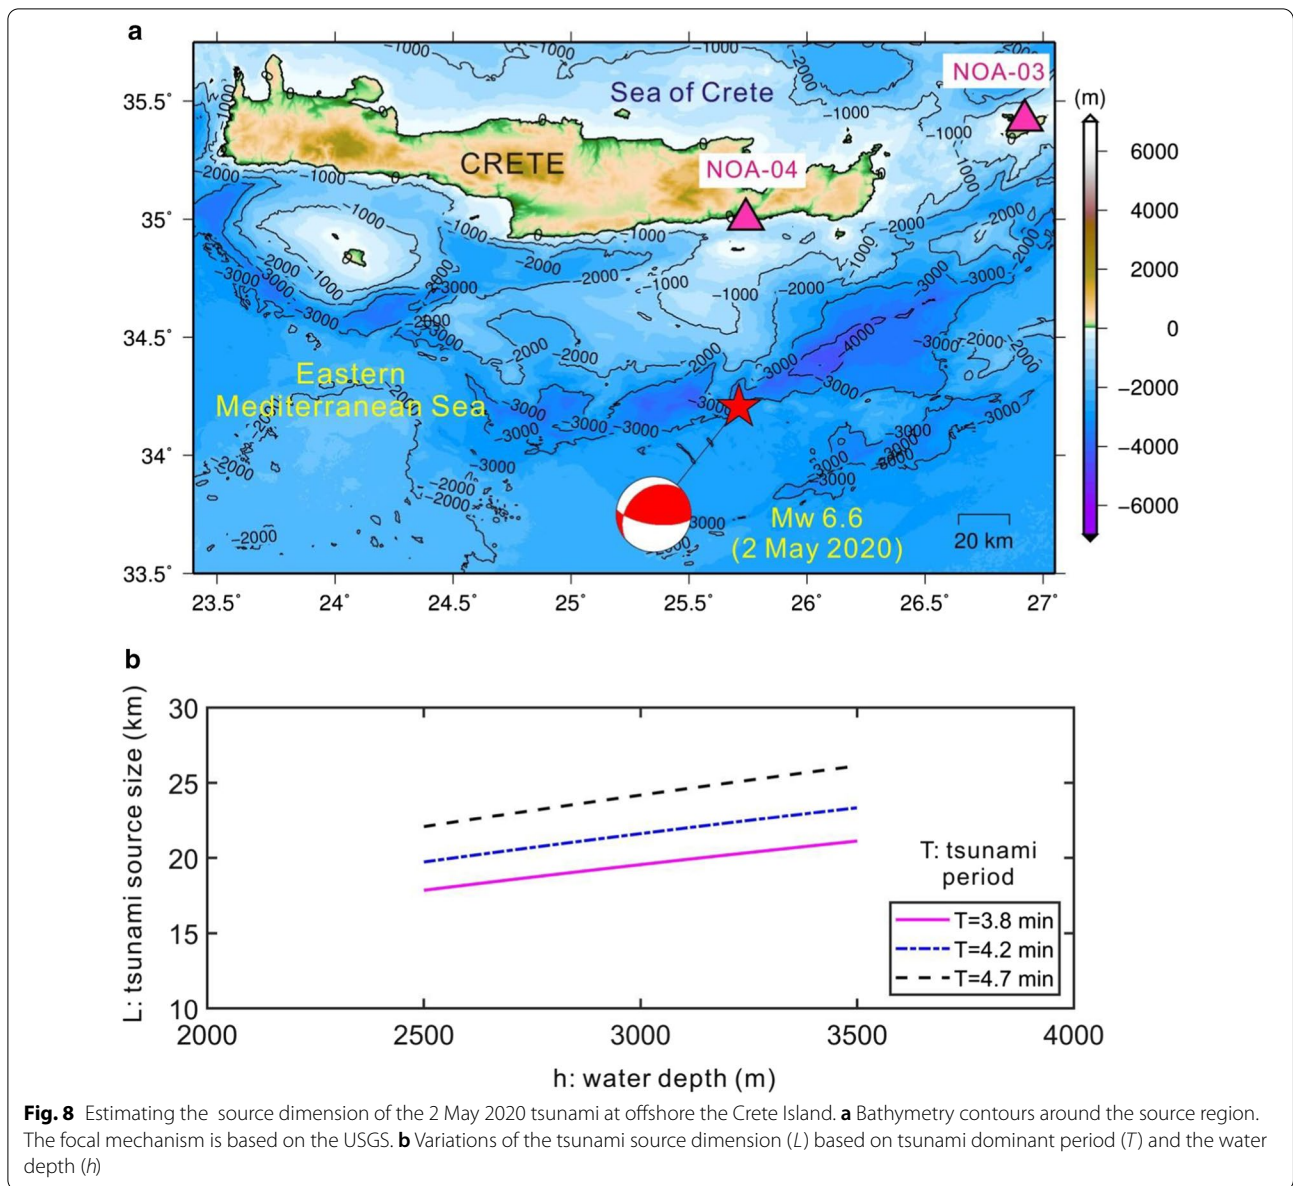 a
NOA-03
Sea of Crete
(m)
35.5˚
CRETE
NOA-04
6000
4000
35˚
2000
0
34.5˚
Eastern
Mediterranean Sea
−2000
34˚
−4000
−6000
Mw 6.6
(2 May 2020)
20 km
33.5˚
23.5˚ 24˚ 24.5˚ 25˚ 25.5˚ 26˚ 26.5˚ 27˚
b
L: tsunami source size (km)
30
25
20
15
10
T: tsunami
period
T=3.8 min
T=4.2 min
T=4.7 min
2000 2500 3000 3500 4000
h: water depth (m)
Fig. 8 Estimating the source dimension of the 2 May 2020 tsunami at offshore the Crete Island. a Bathymetry contours around the source region.
The focal mechanism is based on the USGS. b Variations of the tsunami source dimension (L) based on tsunami dominant period (T) and the water
depth (h)